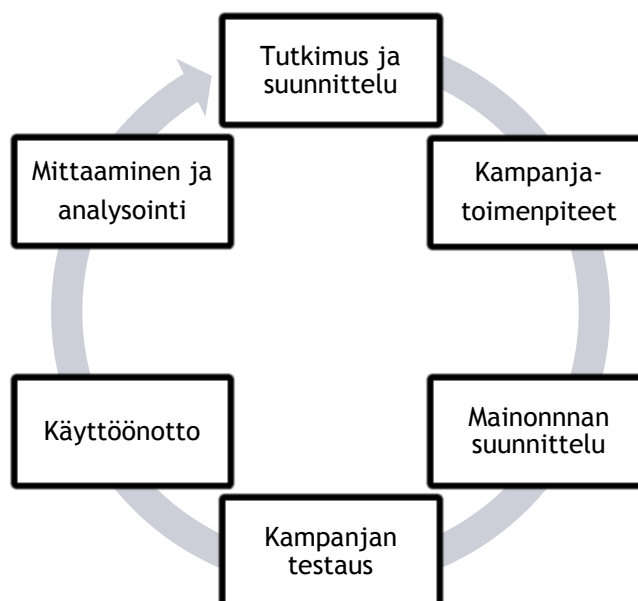 Tutkimus ja
suunnittelu
Kampanja-
toimenpiteet
Mainonnnan
suunnittelu
Kampanjan
testaus
Käyttöönotto
Mittaaminen ja
analysointi